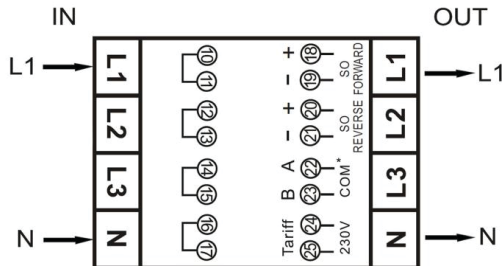 IN OUT
L1 L1 10 + 18 SO FORWARD L1 L1
11 - 19
L2 12 + 20 SO REVERSE L2
13 - 21
L3 14 A 22 COM* L3
15 B 23
N N 16 Tariff 24 230V N N
17 25